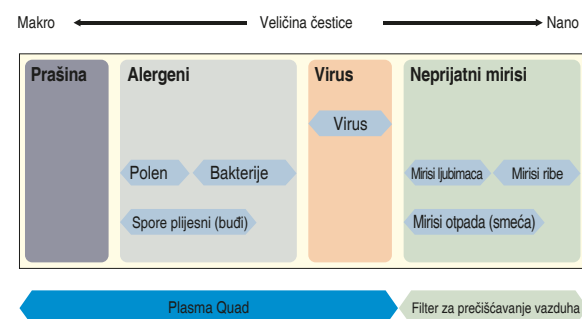 Makro Veličina čestice Nano
Prašina Alergeni Virus Neprijatni mirisi
Virus
Polen Bakterije Mirisi ljubimaca Mirisi ribe
Spore plijesni (buđi) Mirisi otpada (smeća)
Plasma Quad Filter za prečišćavanje vazduha